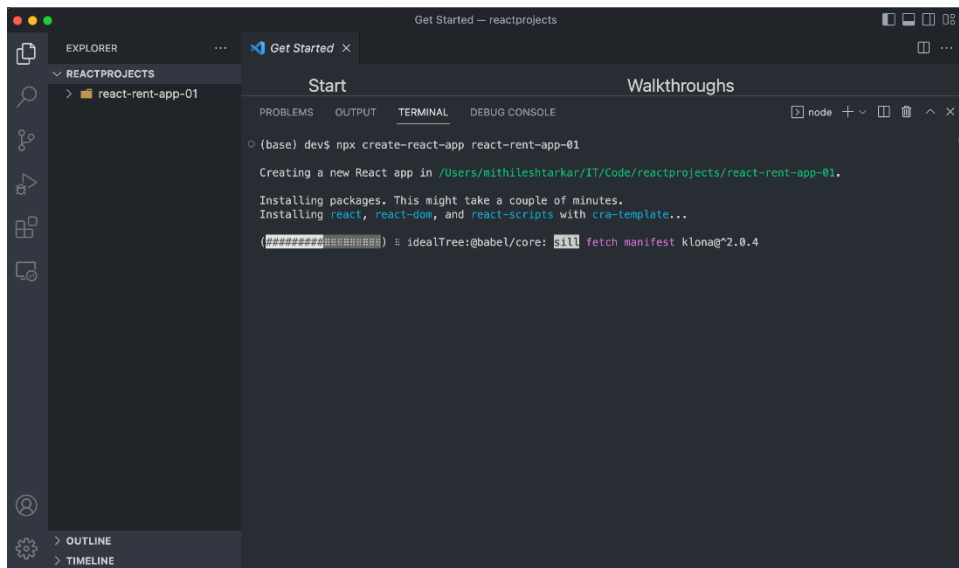 Get Started — reactprojects
EXPLORER ...
Get Started
REACTPROJECTS
react-rent-app-01
Start
Walkthroughs
PROBLEMS OUTPUT TERMINAL DEBUG CONSOLE
node
(base) dev$ npx create-react-app react-rent-app-01
Creating a new React app in /Users/mithileshtarkar/IT/Code/reactprojects/react-rent-app-01.
Installing packages. This might take a couple of minutes.
Installing react, react-dom, and react-scripts with cra-template...
(#########⠿⠿⠿⠿⠿⠿⠿⠿⠿) ⠿ idealTree:@babel/core: sill fetch manifest klona@^2.0.4
OUTLINE
TIMELINE